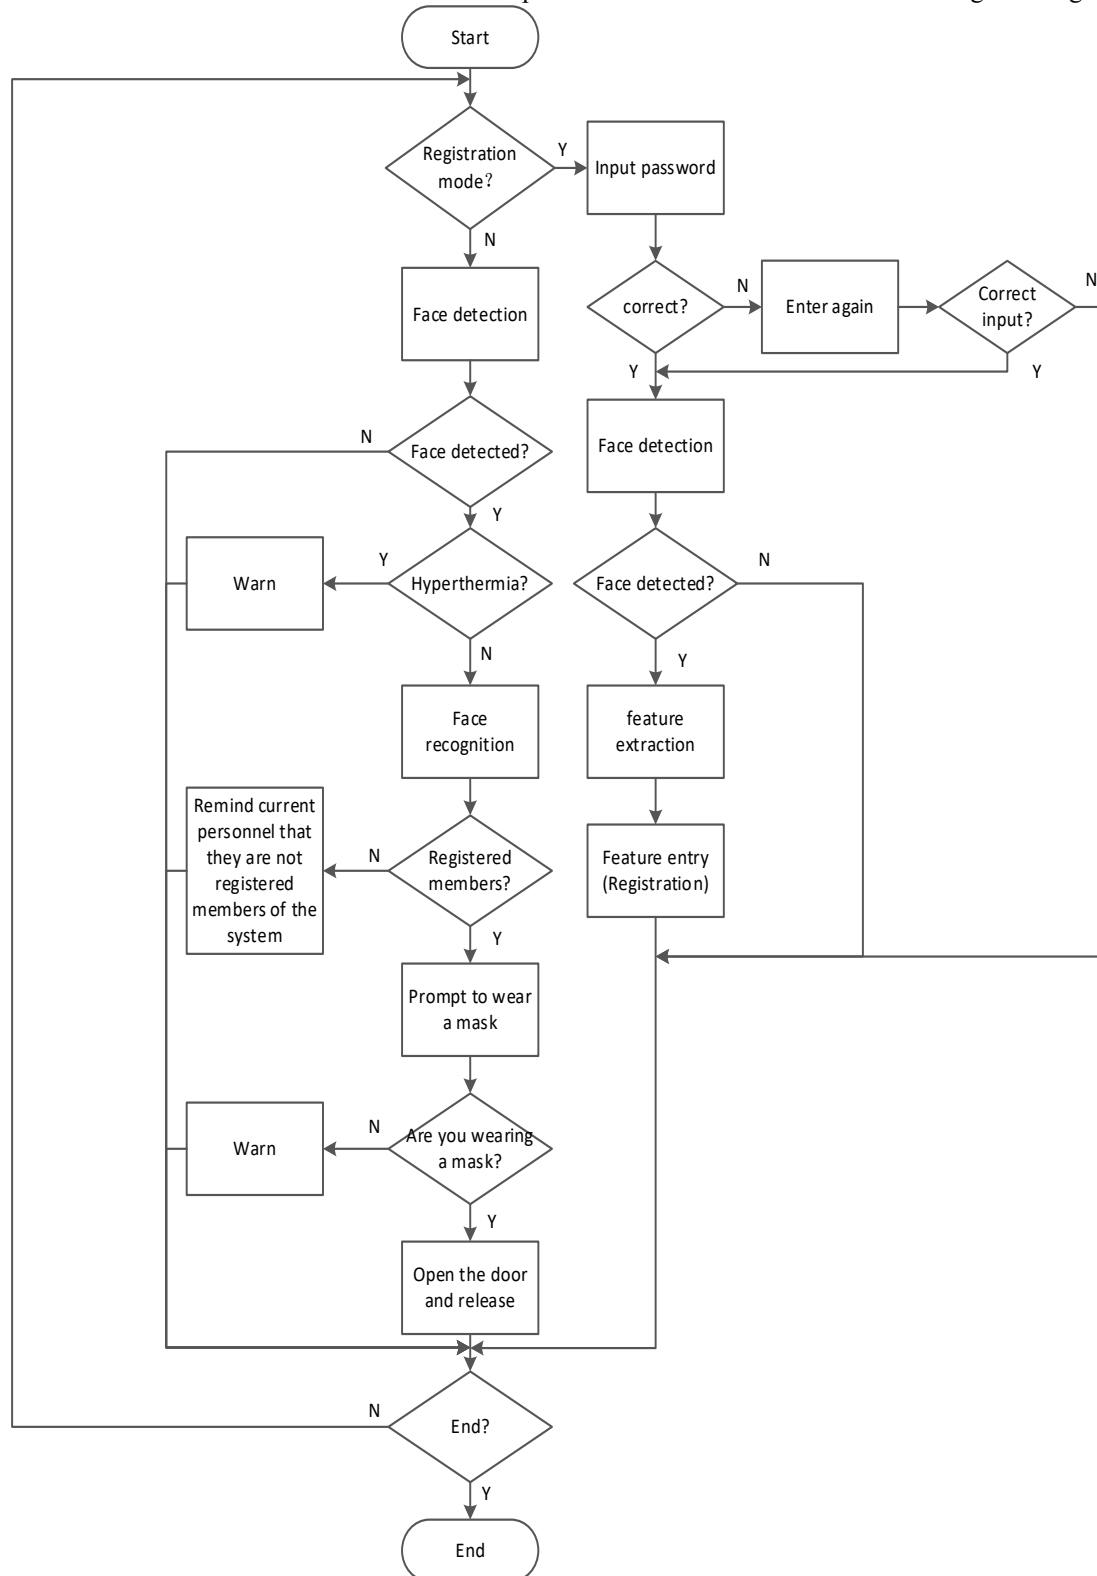 Start
Registration
mode?
Y
Input password
N
Face detection
correct?
N
Enter again
Correct
input?
N
Y
Y
Face detection
Face detected?
N
Y
Face detected?
N
Y
Hyperthermia?
Y
Warn
N
Face
recognition
feature
extraction
Remind current
personnel that
they are not
registered
members of the
system
N
Registered
members?
Feature entry
(Registration)
Y
Prompt to wear
a mask
Warn
N
Are you wearing
a mask?
Y
Open the door
and release
N
End?
Y
End